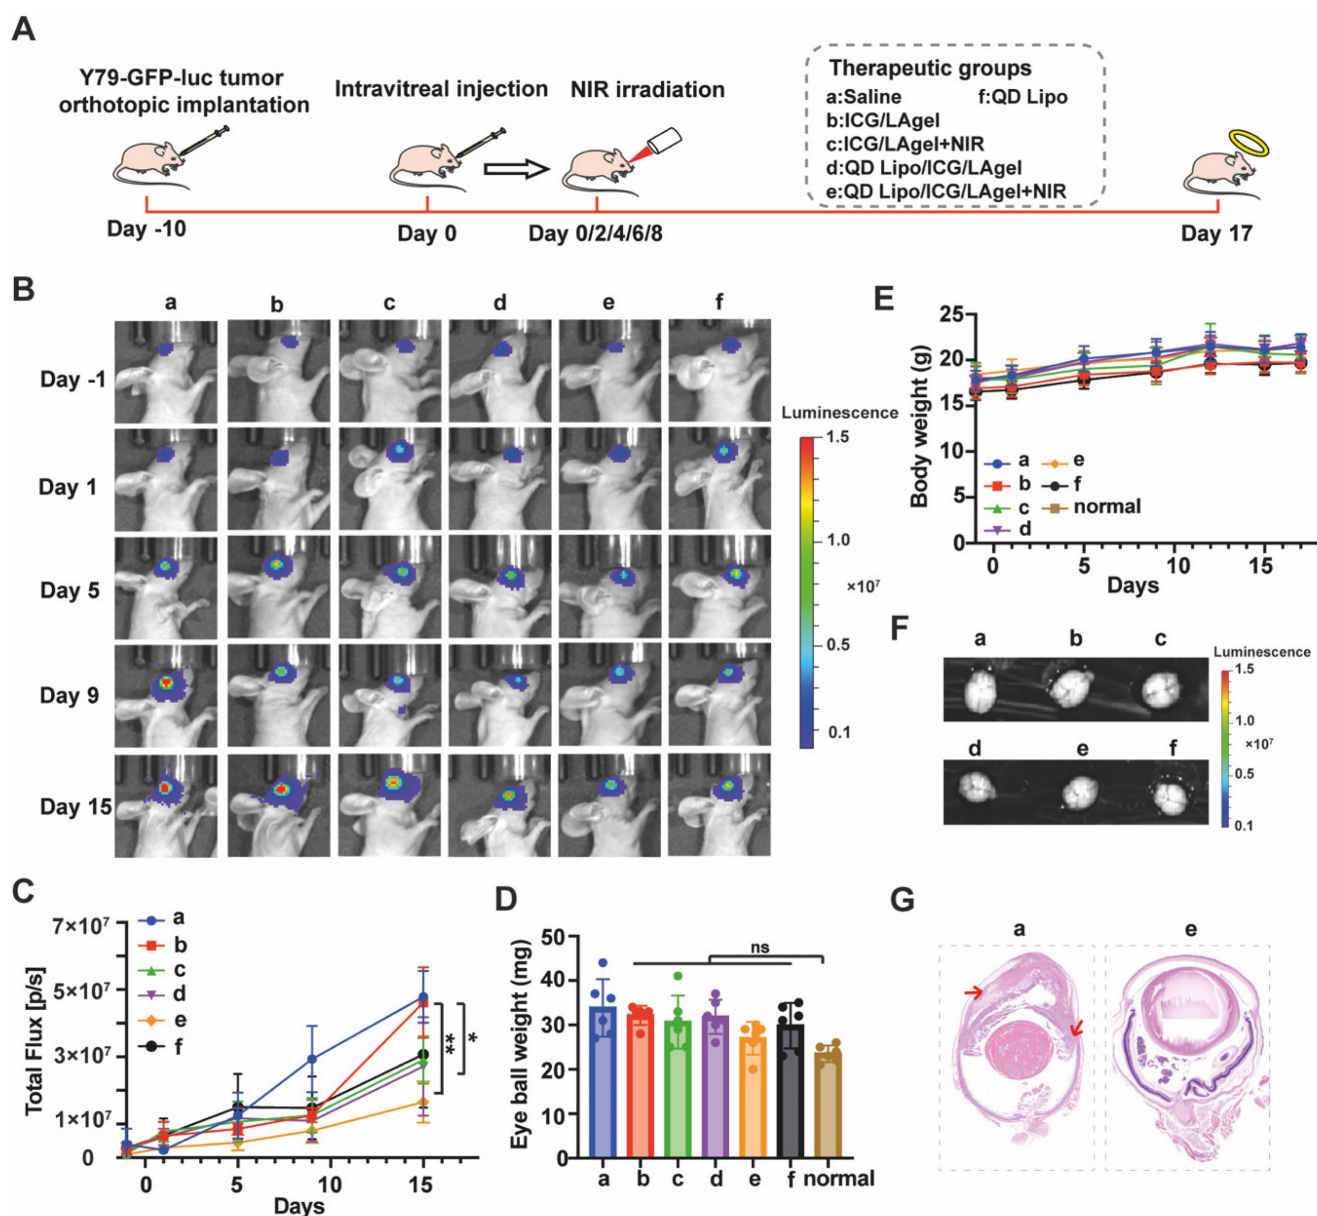 A
Y79-GFP-luc tumor
orthotopic implantation
Intravitreal injection
NIR irradiation
Therapeutic groups
a:Saline f:QD Lipo
b:ICG/LAgel
c:ICG/LAgel+NIR
d:QD Lipo/ICG/LAgel
e:QD Lipo/ICG/LAgel+NIR
Day -10
Day 0
Day 0/2/4/6/8
Day 17
B
a b c d e f
Day -1
Day 1
Day 5
Day 9
Day 15
Luminescence
1.5
1.0
×10⁷
0.5
0.1
E
Body weight (g)
25
20
15
10
5
0
a e
b f
c normal
d
0 5 10 15
Days
F
a b c
d e f
Luminescence
1.5
1.0
×10⁷
0.5
0.1
C
Total Flux [p/s]
7×10⁷
5×10⁷
3×10⁷
1×10⁷
0
a
b
c
d
e
f
**
*
0 5 10 15
Days
D
Eye ball weight (mg)
50
40
30
20
10
0
ns
a b c d e f normal
G
a e